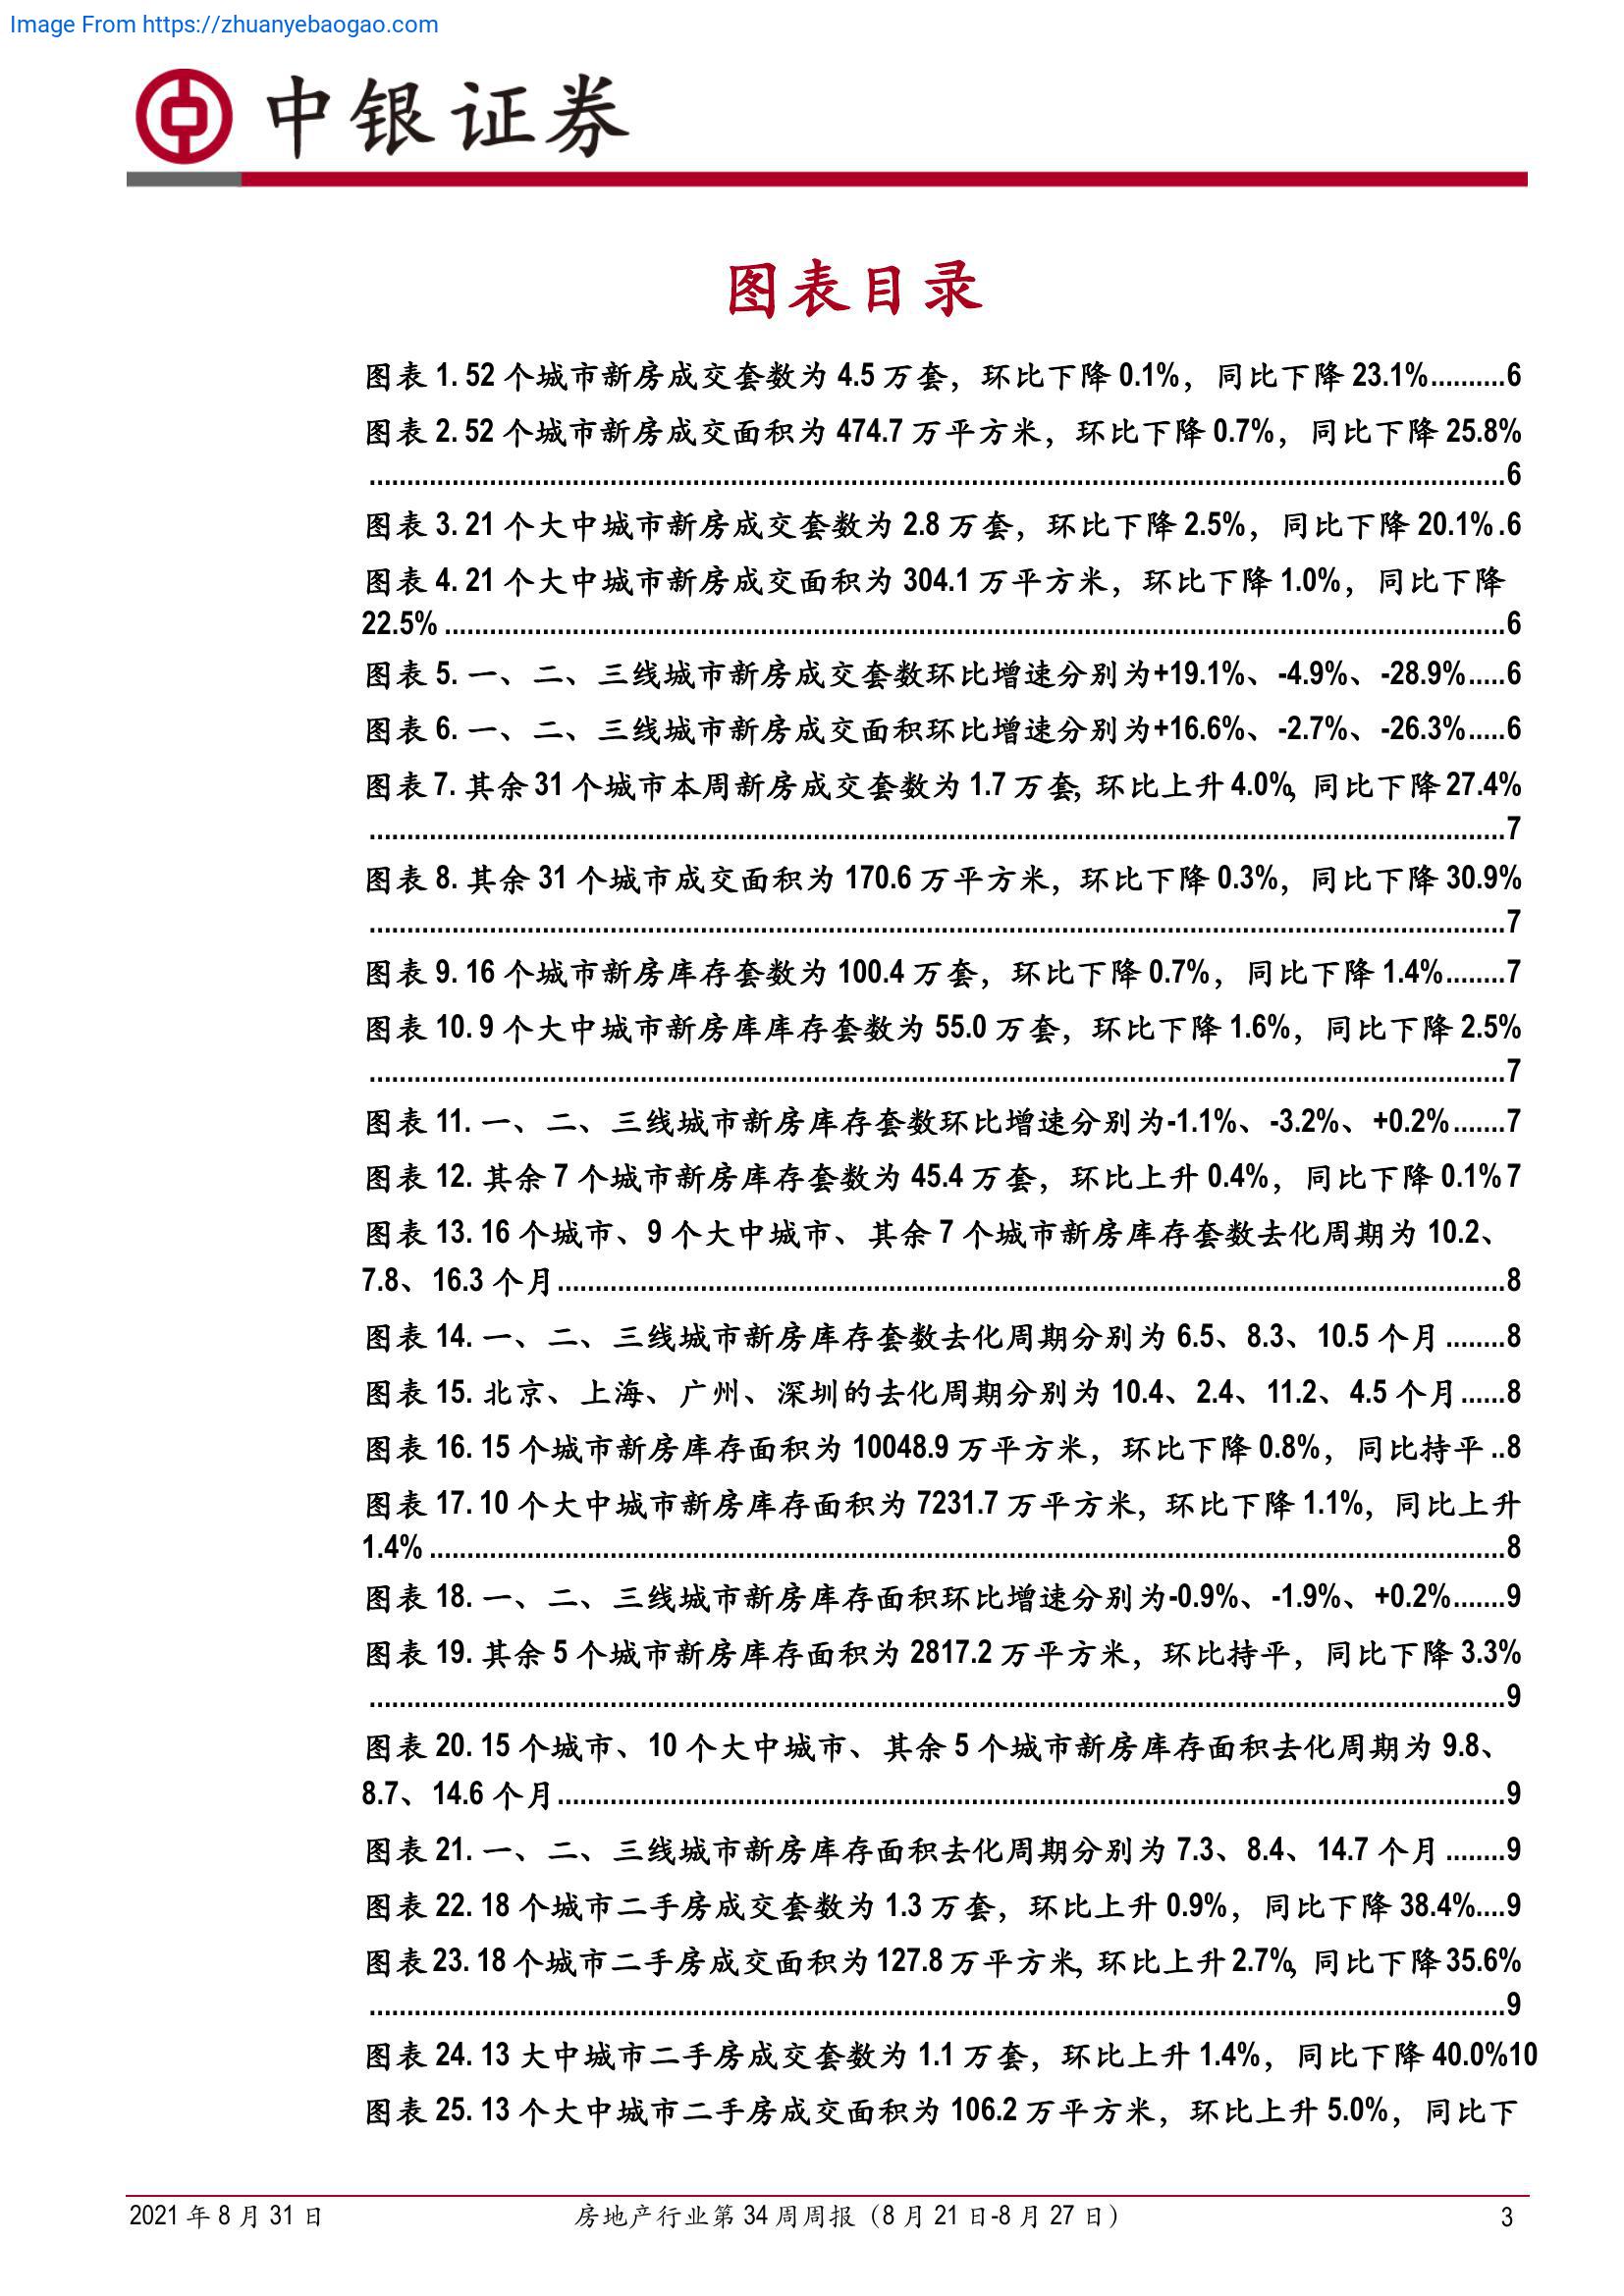 Image From https://zhuanyebaogao.com
中银证券
图表目录
图表 1. 52 个城市新房成交套数为 4.5 万套，环比下降 0.1%，同比下降 23.1%..........6
图表 2. 52 个城市新房成交面积为 474.7 万平方米，环比下降 0.7%，同比下降 25.8%
..........6
图表 3. 21 个大中城市新房成交套数为 2.8 万套，环比下降 2.5%，同比下降 20.1%.6
图表 4. 21 个大中城市新房成交面积为 304.1 万平方米，环比下降 1.0%，同比下降
22.5% ..........6
图表 5. 一、二、三线城市新房成交套数环比增速分别为+19.1%、-4.9%、-28.9%.....6
图表 6. 一、二、三线城市新房成交面积环比增速分别为+16.6%、-2.7%、-26.3%.....6
图表 7. 其余 31 个城市本周新房成交套数为 1.7 万套，环比上升 4.0%，同比下降 27.4%
..........7
图表 8. 其余 31 个城市成交面积为 170.6 万平方米，环比下降 0.3%，同比下降 30.9%
..........7
图表 9. 16 个城市新房库存套数为 100.4 万套，环比下降 0.7%，同比下降 1.4%........7
图表 10. 9 个大中城市新房库库存套数为 55.0 万套，环比下降 1.6%，同比下降 2.5%
..........7
图表 11. 一、二、三线城市新房库存套数环比增速分别为-1.1%、-3.2%、+0.2%.......7
图表 12. 其余 7 个城市新房库存套数为 45.4 万套，环比上升 0.4%，同比下降 0.1% 7
图表 13. 16 个城市、9 个大中城市、其余 7 个城市新房库存套数去化周期为 10.2、
7.8、16.3 个月..........8
图表 14. 一、二、三线城市新房库存套数去化周期分别为 6.5、8.3、10.5 个月 ........8
图表 15. 北京、上海、广州、深圳的去化周期分别为 10.4、2.4、11.2、4.5 个月......8
图表 16. 15 个城市新房库存面积为 10048.9 万平方米，环比下降 0.8%，同比持平 ..8
图表 17. 10 个大中城市新房库存面积为 7231.7 万平方米，环比下降 1.1%，同比上升
1.4% ..........8
图表 18. 一、二、三线城市新房库存面积环比增速分别为-0.9%、-1.9%、+0.2%.......9
图表 19. 其余 5 个城市新房库存面积为 2817.2 万平方米，环比持平，同比下降 3.3%
..........9
图表 20. 15 个城市、10 个大中城市、其余 5 个城市新房库存面积去化周期为 9.8、
8.7、14.6 个月..........9
图表 21. 一、二、三线城市新房库存面积去化周期分别为 7.3、8.4、14.7 个月 ........9
图表 22. 18 个城市二手房成交套数为 1.3 万套，环比上升 0.9%，同比下降 38.4%....9
图表 23. 18 个城市二手房成交面积为 127.8 万平方米，环比上升 2.7%，同比下降 35.6%
..........9
图表 24. 13 大中城市二手房成交套数为 1.1 万套，环比上升 1.4%，同比下降 40.0%10
图表 25. 13 个大中城市二手房成交面积为 106.2 万平方米，环比上升 5.0%，同比下
2021 年 8 月 31 日
房地产行业第 34 周周报（8 月 21 日-8 月 27 日）
3